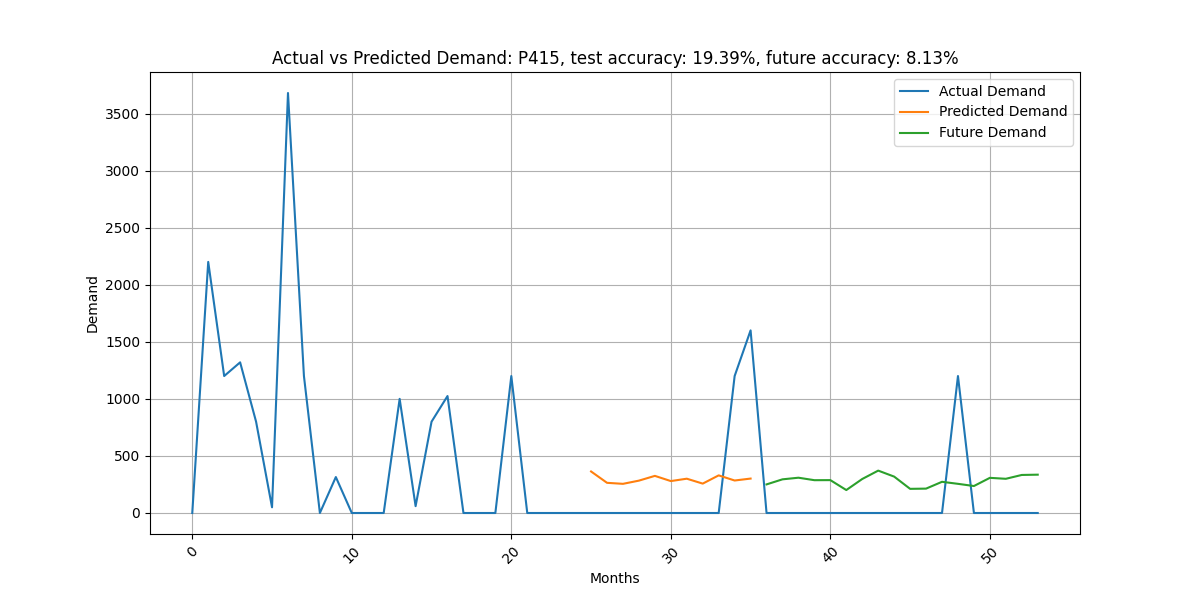 Actual vs Predicted Demand: P415, test accuracy: 19.39%, future accuracy: 8.13%
Actual Demand
Predicted Demand
Future Demand
3500
3000
2500
2000
1500
1000
500
0
Demand
0 10 20 30 40 50
Months